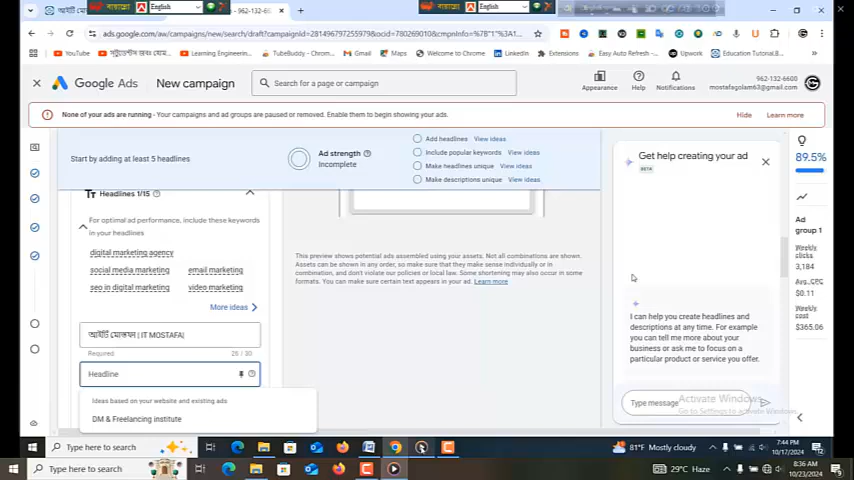 English
English
ads.google.com/aw/campaigns/new/search/draft?campaignId=281496797225597
YouTube
Learning Engineering...
TubeBuddy - Chrom...
Gmail
Maps
Welcome to Chrome
LinkedIn
Extensions
Easy Auto Refresh -...
Upwork
Education Tutorial...
Google Ads
New campaign
Search for a page or campaign
Appearance
Help
Notifications
962-132-6600
mostafagolam63@gmail.com
None of your ads are running - Your campaigns and ad groups are paused or removed. Enable them to begin showing your ads.
Hide
Learn more
Start by adding at least 5 headlines
Ad strength
Incomplete
Add headlines View ideas
Include popular keywords View ideas
Make headlines unique View ideas
Make descriptions unique View ideas
Headlines 1/15
For optimal ad performance, include these keywords
in your headlines
digital marketing agency
social media marketing email marketing
seo in digital marketing video marketing
More ideas
আইটি মোস্তফা | IT MOSTAFA|
Required
26 / 30
Headline
Ideas based on your website and existing ads
DM & Freelancing institute
This preview shows potential ads assembled using your assets. Not all combinations are shown.
Assets can be shown in any order, so make sure that they make sense individually or in
combination, and don't violate our policies or local law. Some shortening may also occur in all
formats. You can make sure certain text appears in your ad. Learn more
Get help creating your ad
BETA
I can help you create headlines and
descriptions at any time. For example
you can tell me more about your
business or ask me to focus on a
particular product or service you offer.
Type message
Activate Windows
Go to Settings to activate Windows.
89.5%
Ad
group 1
Weekly
clicks
3,184
Avg. CPC
$0.11
Weekly
cost
$365.06
Type here to search
81°F Mostly cloudy
7:44 PM
10/17/2024
Type here to search
29°C Haze
8:36 AM
10/23/2024